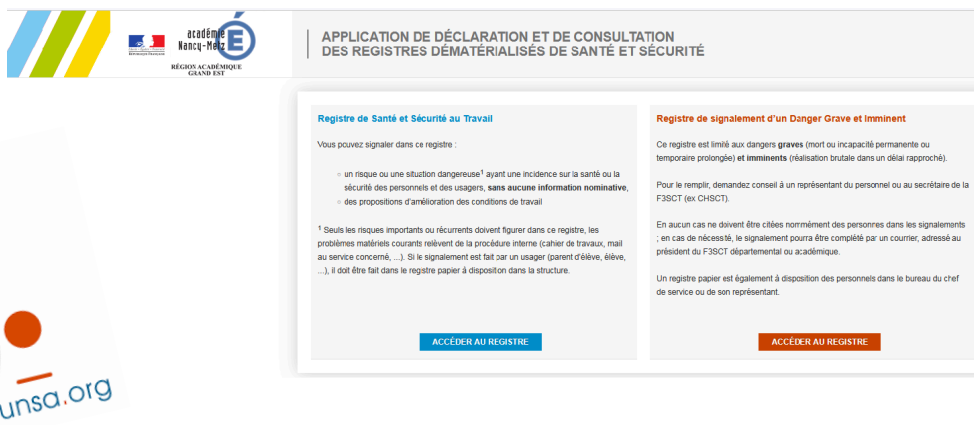 académie
Nancy-Metz
RÉGION ACADÉMIQUE
GRAND EST
APPLICATION DE DÉCLARATION ET DE CONSULTATION
DES REGISTRES DÉMATÉRIALISÉS DE SANTÉ ET SÉCURITÉ
Registre de Santé et Sécurité au Travail
Vous pouvez signaler dans ce registre :
un risque ou une situation dangereuse¹ ayant une incidence sur la santé ou la
sécurité des personnels et des usagers, sans aucune information nominative,
des propositions d'amélioration des conditions de travail
¹ Seuls les risques importants ou récurrents doivent figurer dans ce registre, les
problèmes matériels courants relèvent de la procédure interne (cahier de travaux, mail
au service concerné, ...). Si le signalement est fait par un usager (parent d'élève, élève,
...), il doit être fait dans le registre papier à disposition dans la structure.
ACCÉDER AU REGISTRE
Registre de signalement d'un Danger Grave et Imminent
Ce registre est limité aux dangers graves (mort ou incapacité permanente ou
temporaire prolongée) et imminents (réalisation brutale dans un délai rapproché).
Pour le remplir, demandez conseil à un représentant du personnel ou au secrétaire de la
F3SCT (ex CHSCT).
En aucun cas ne doivent être citées nommément des personnes dans les signalements
; en cas de nécessité, le signalement pourra être complété par un courrier, adressé au
président du F3SCT départemental ou académique.
Un registre papier est également à disposition des personnels dans le bureau du chef
de service ou de son représentant.
ACCÉDER AU REGISTRE
unsa.org